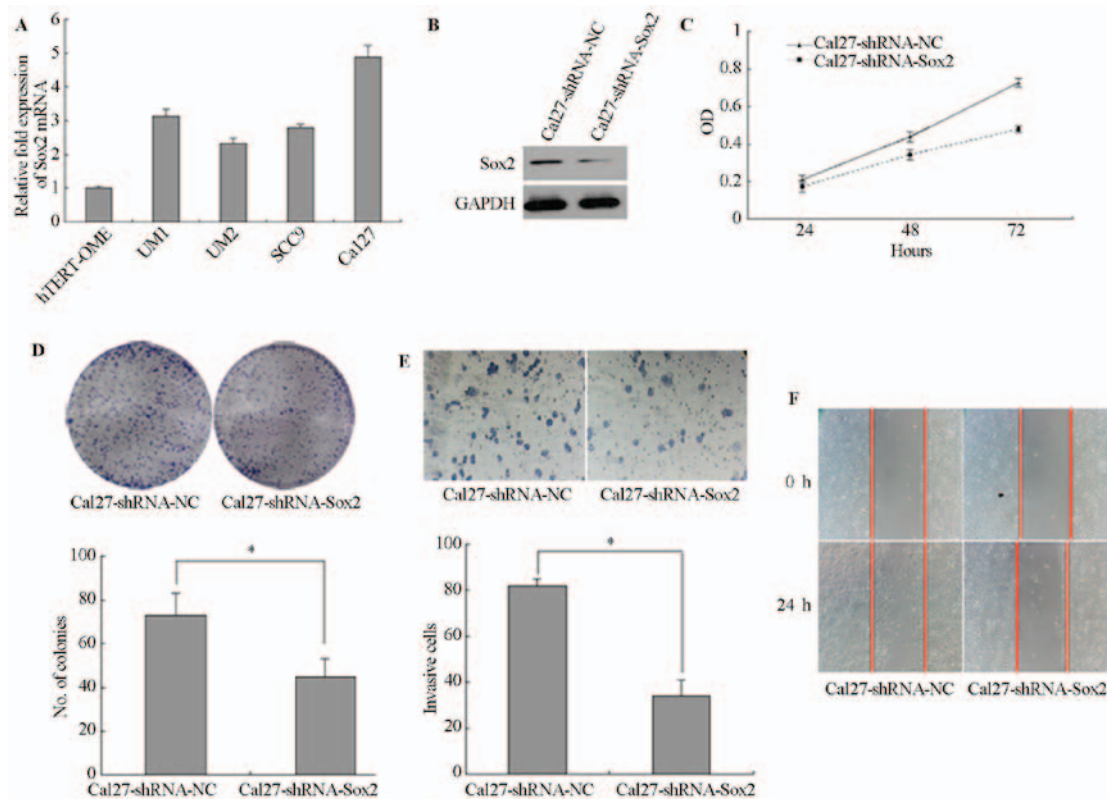 A
Relative fold expression
of Sox2 mRNA
6
5
4
3
2
1
0
hTERT-OME
UM1
UM2
SCC9
Ca127
B
Cal27-shRNA-NC
Cal27-shRNA-Sox2
Sox2
GAPDH
C
Cal27-shRNA-NC
Cal27-shRNA-Sox2
OD
1
0.8
0.6
0.4
0.2
0
24
48
72
Hours
D
Cal27-shRNA-NC
Cal27-shRNA-Sox2
No. of colonies
100
80
60
40
20
0
*
Cal27-shRNA-NC
Cal27-shRNA-Sox2
E
Cal27-shRNA-NC
Cal27-shRNA-Sox2
Invasive cells
100
80
60
40
20
0
*
Cal27-shRNA-NC
Cal27-shRNA-Sox2
F
0 h
24 h
Cal27-shRNA-NC
Cal27-shRNA-Sox2